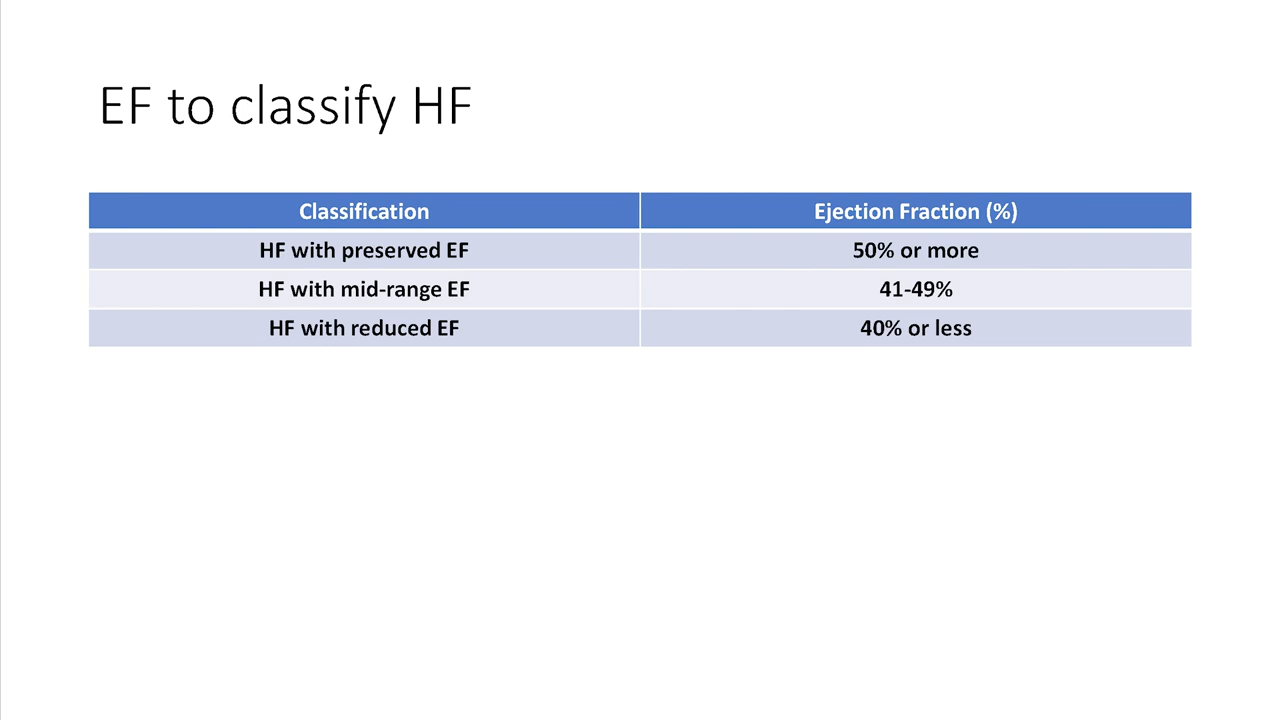 EF to classify HF
Classification Ejection Fraction (%)
HF with preserved EF 50% or more
HF with mid-range EF 41-49%
HF with reduced EF 40% or less